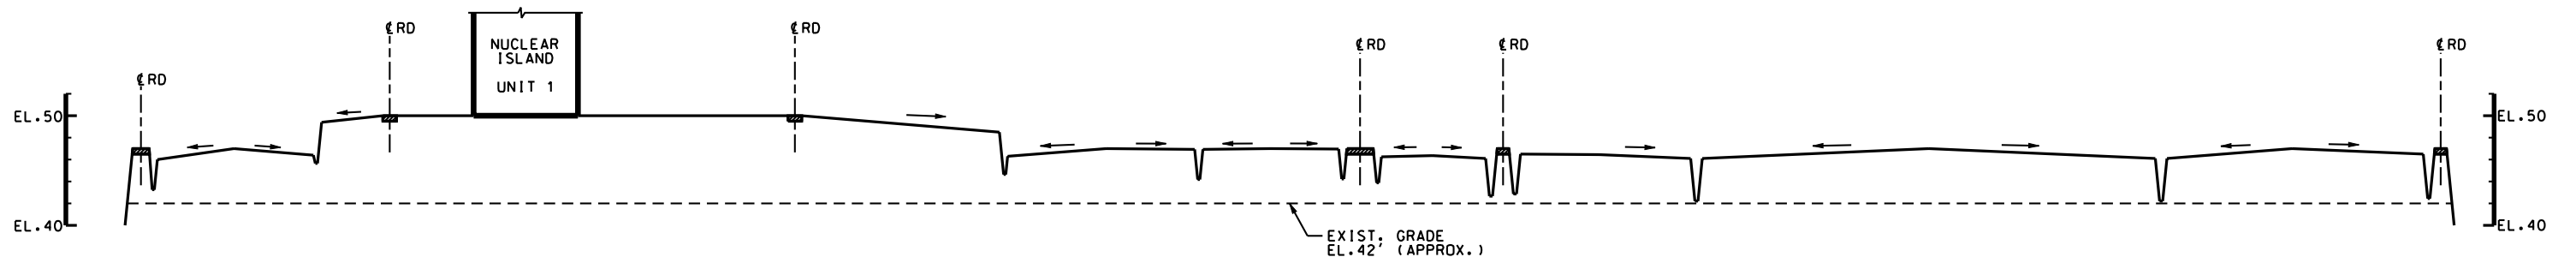 ℄ RD
℄ RD
NUCLEAR
ISLAND
UNIT 1
℄ RD
℄ RD
℄ RD
℄ RD
EL.50
EL.50
EL.40
EL.40
EXIST. GRADE
EL.42' (APPROX.)